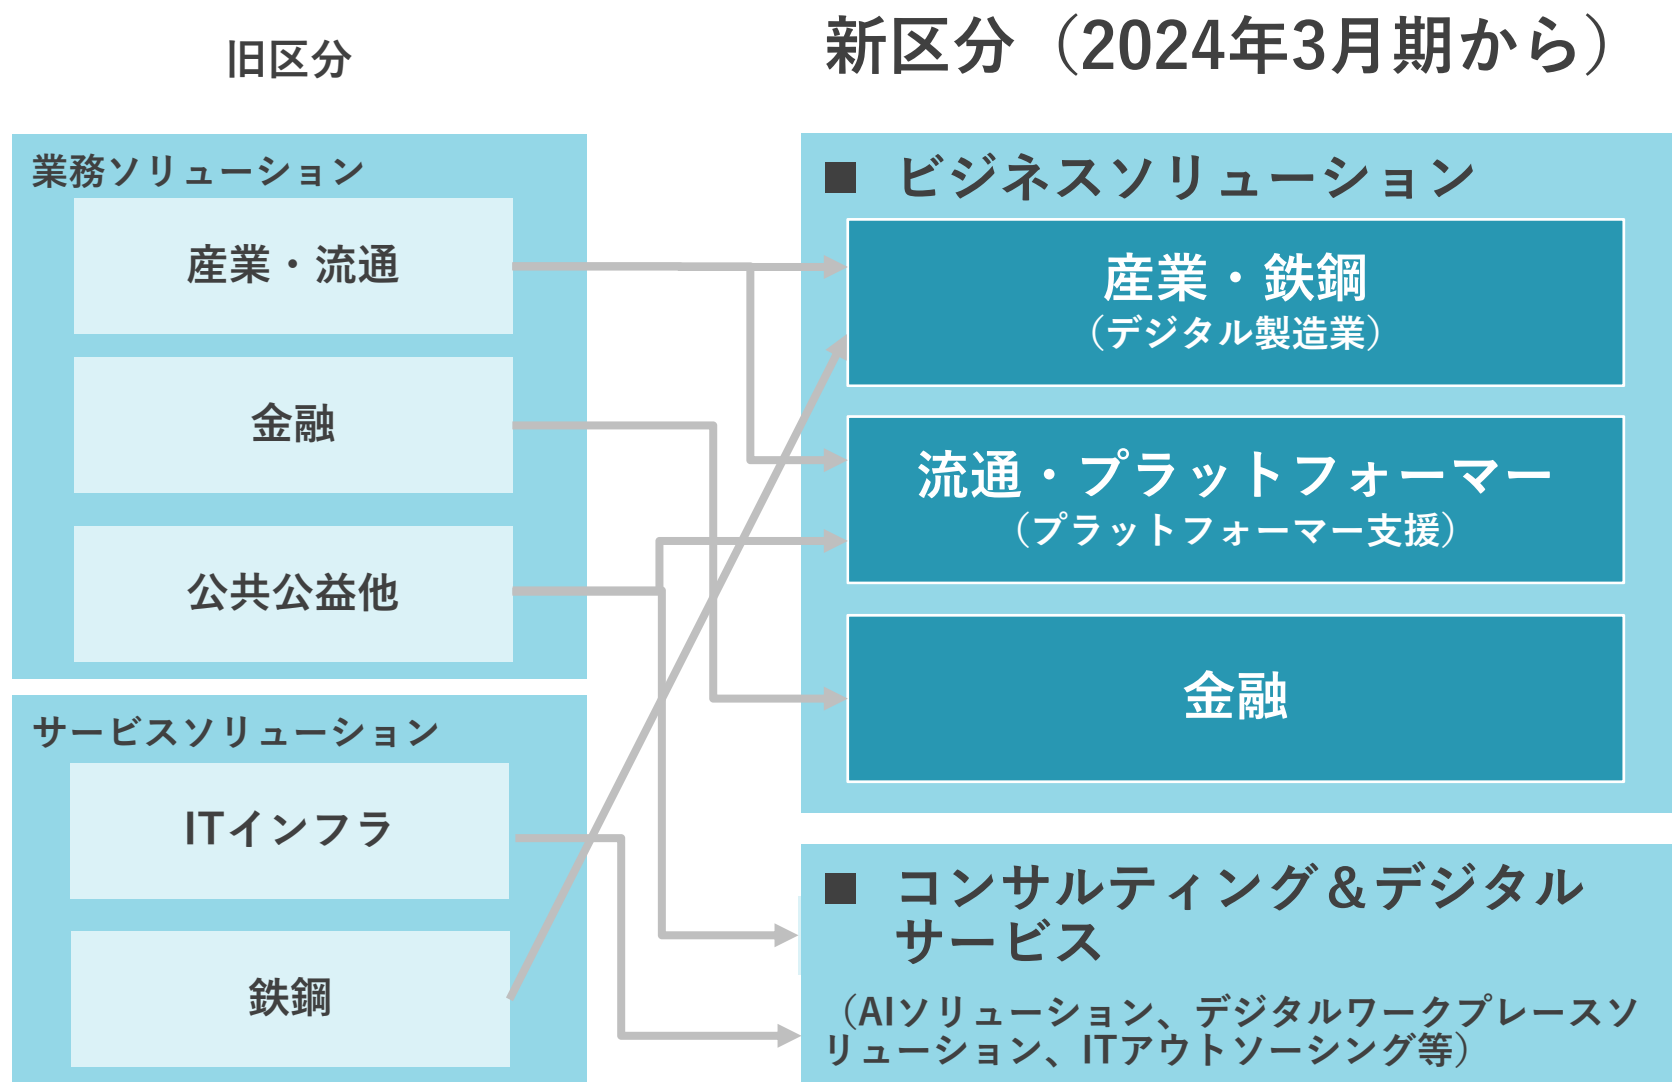 旧区分
新区分（2024年3月期から）
業務ソリューション
産業・流通
金融
公共公益他
サービスソリューション
ITインフラ
鉄鋼
■ ビジネスソリューション
産業・鉄鋼
（デジタル製造業）
流通・プラットフォーマー
（プラットフォーマー支援）
金融
■ コンサルティング＆デジタル
サービス
（AIソリューション、デジタルワークプレースソ
リューション、ITアウトソーシング等）